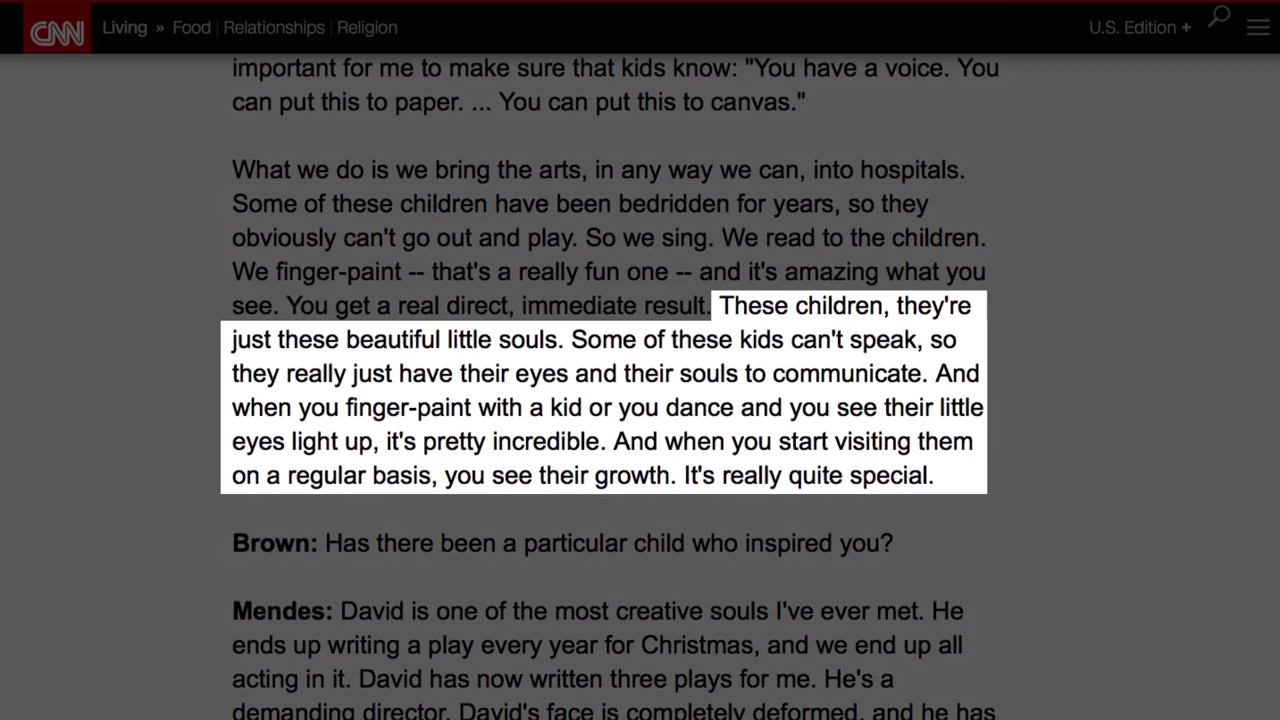 CNN Living » Food | Relationships | Religion U.S. Edition +
important for me to make sure that kids know: "You have a voice. You
can put this to paper. ... You can put this to canvas."
What we do is we bring the arts, in any way we can, into hospitals.
Some of these children have been bedridden for years, so they
obviously can't go out and play. So we sing. We read to the children.
We finger-paint -- that's a really fun one -- and it's amazing what you
see. You get a real direct, immediate result. These children, they're
just these beautiful little souls. Some of these kids can't speak, so
they really just have their eyes and their souls to communicate. And
when you finger-paint with a kid or you dance and you see their little
eyes light up, it's pretty incredible. And when you start visiting them
on a regular basis, you see their growth. It's really quite special.
Brown: Has there been a particular child who inspired you?
Mendes: David is one of the most creative souls I've ever met. He
ends up writing a play every year for Christmas, and we end up all
acting in it. David has now written three plays for me. He's a
demanding director. David's face is completely deformed, and he has